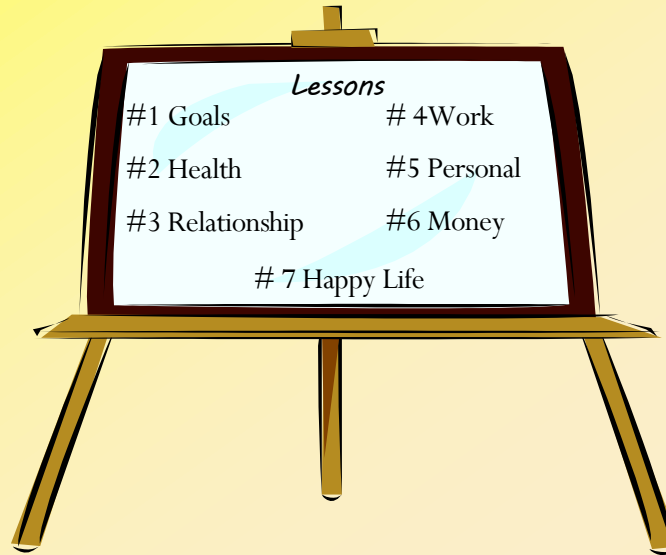 Lessons
#1 Goals
# 4Work
#2 Health
#5 Personal
#3 Relationship
#6 Money
# 7 Happy Life